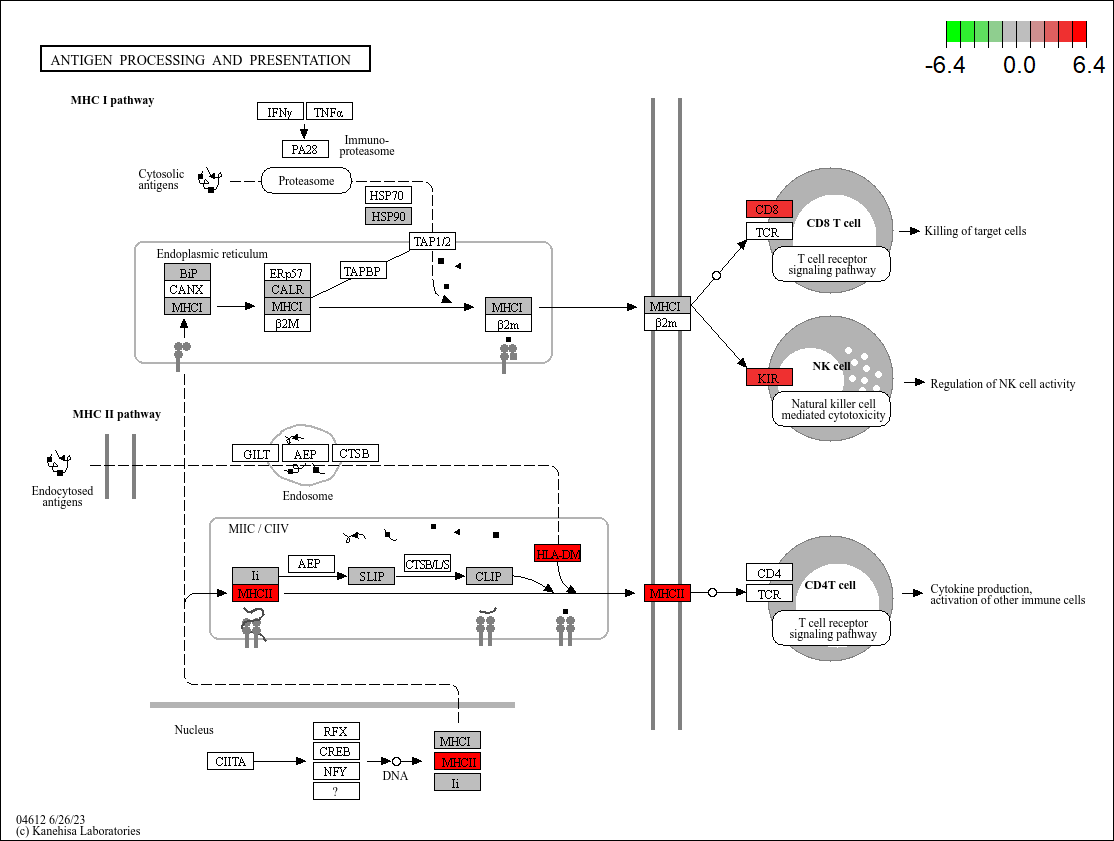 -6.4
0.0
6.4
ANTIGEN PROCESSING AND PRESENTATION
MHC I pathway
IFNγ
TNFα
PA28
Immuno-
proteasome
Cytosolic
antigens
Proteasome
HSP70
HSP90
TAP1/2
Endoplasmic reticulum
BiP
CANX
MHCI
ERp57
CALR
MHCI
β2M
TAPBP
MHCI
β2m
MHCI
β2m
CD8
TCR
CD8 T cell
T cell receptor
signaling pathway
Killing of target cells
KIR
NK cell
Natural killer cell
mediated cytotoxicity
Regulation of NK cell activity
MHC II pathway
Endocytosed
antigens
GILT
AEP
CTSB
Endosome
MIIC / CIIV
Ii
MHCII
AEP
SLIP
CTSB/L/S
CLIP
HLA-DM
MHCII
CD4
TCR
CD4T cell
T cell receptor
signaling pathway
Cytokine production,
activation of other immune cells
Nucleus
CIITA
RFX
CREB
NFY
?
DNA
MHCI
MHCII
Ii
04612 6/26/23
(c) Kanehisa Laboratories